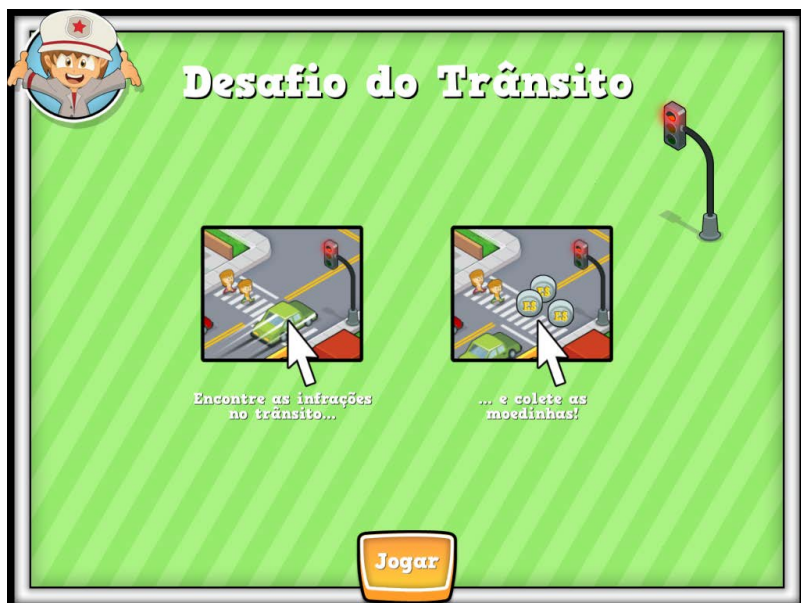 Desafio do Trânsito
Encontre as infrações
no trânsito...
... e colete as
moedinhas!
Jogar